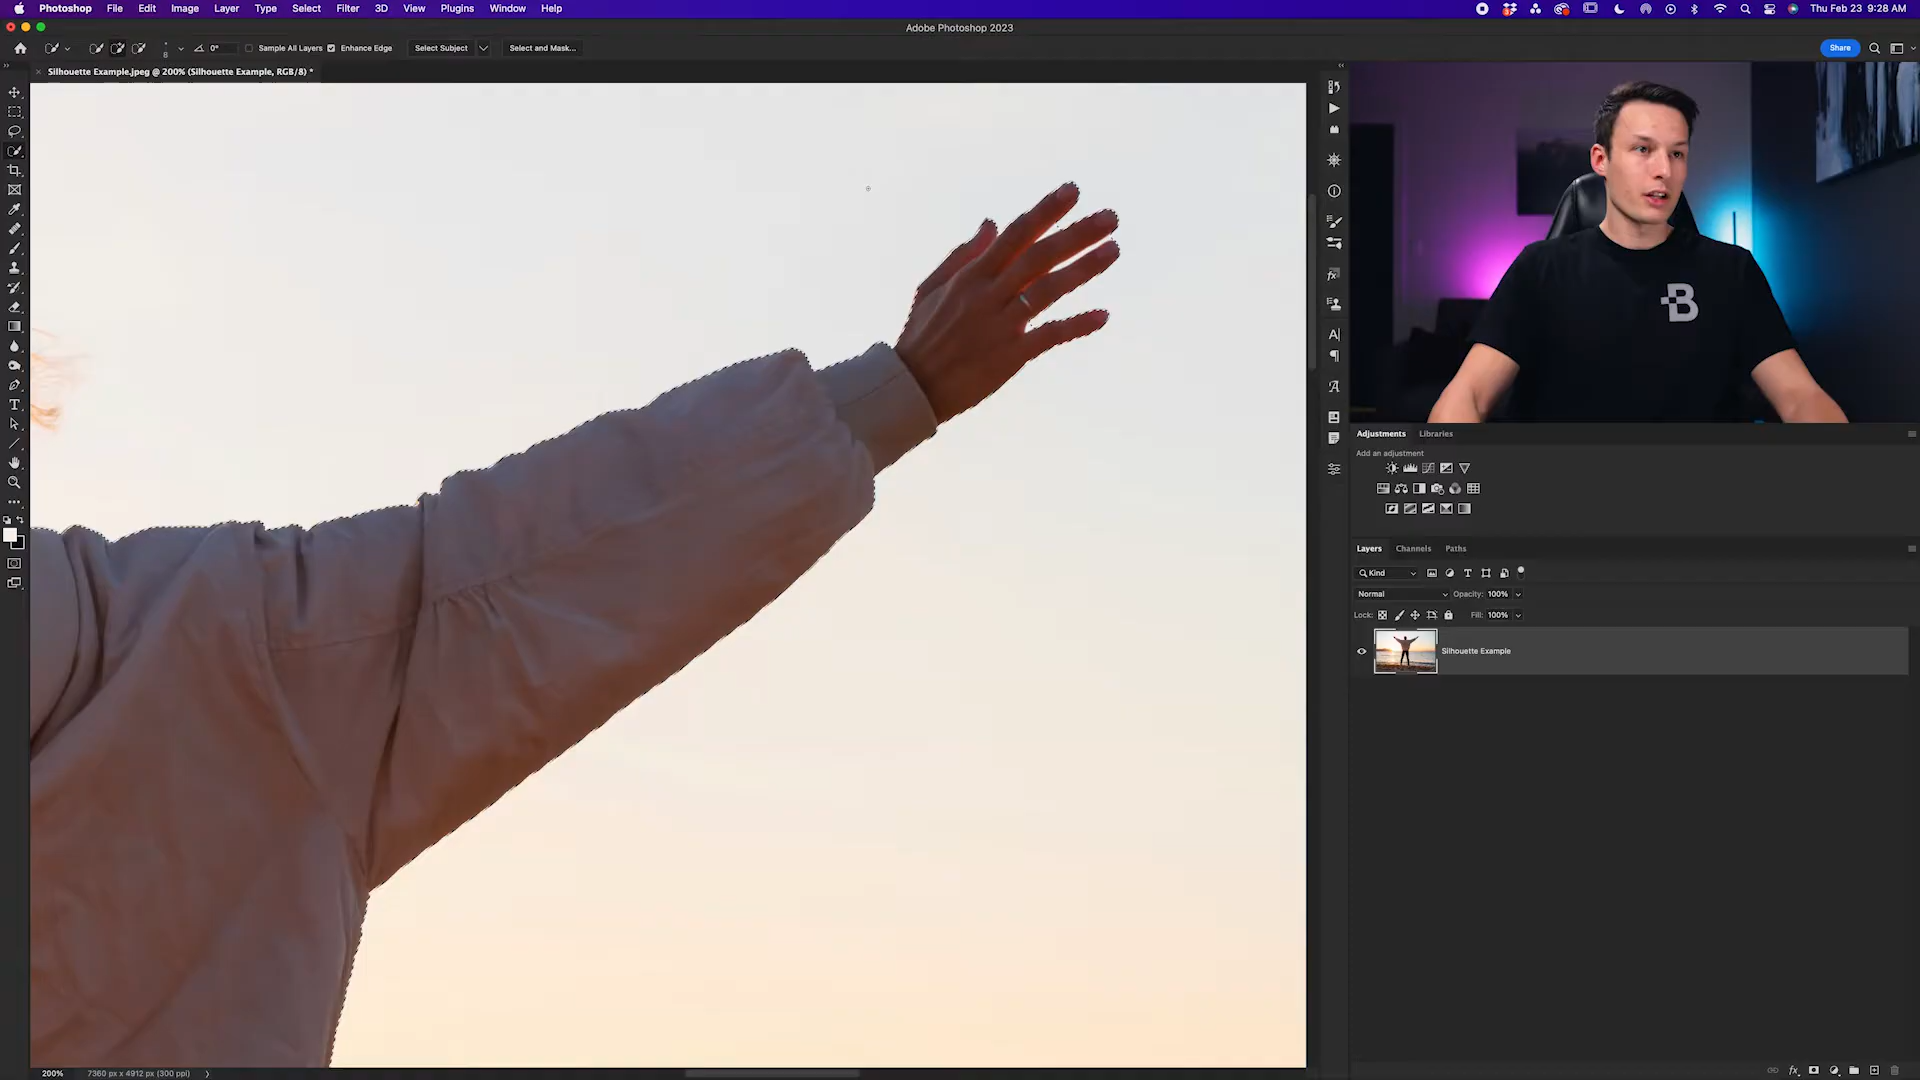 Photoshop File Edit Image Layer Type Select Filter 3D View Plugins Window Help Thu Feb 23 9:28 AM
Adobe Photoshop 2023
8 0° Sample All Layers Enhance Edge Select Subject Select and Mask... Share
Silhouette Example.jpeg @ 200% (Silhouette Example, RGB/8) *
B
Adjustments Libraries
Add an adjustment
Layers Channels Paths
Kind
Normal Opacity: 100%
Lock: Fill: 100%
Silhouette Example
200% 7360 px x 4912 px (300 ppi)